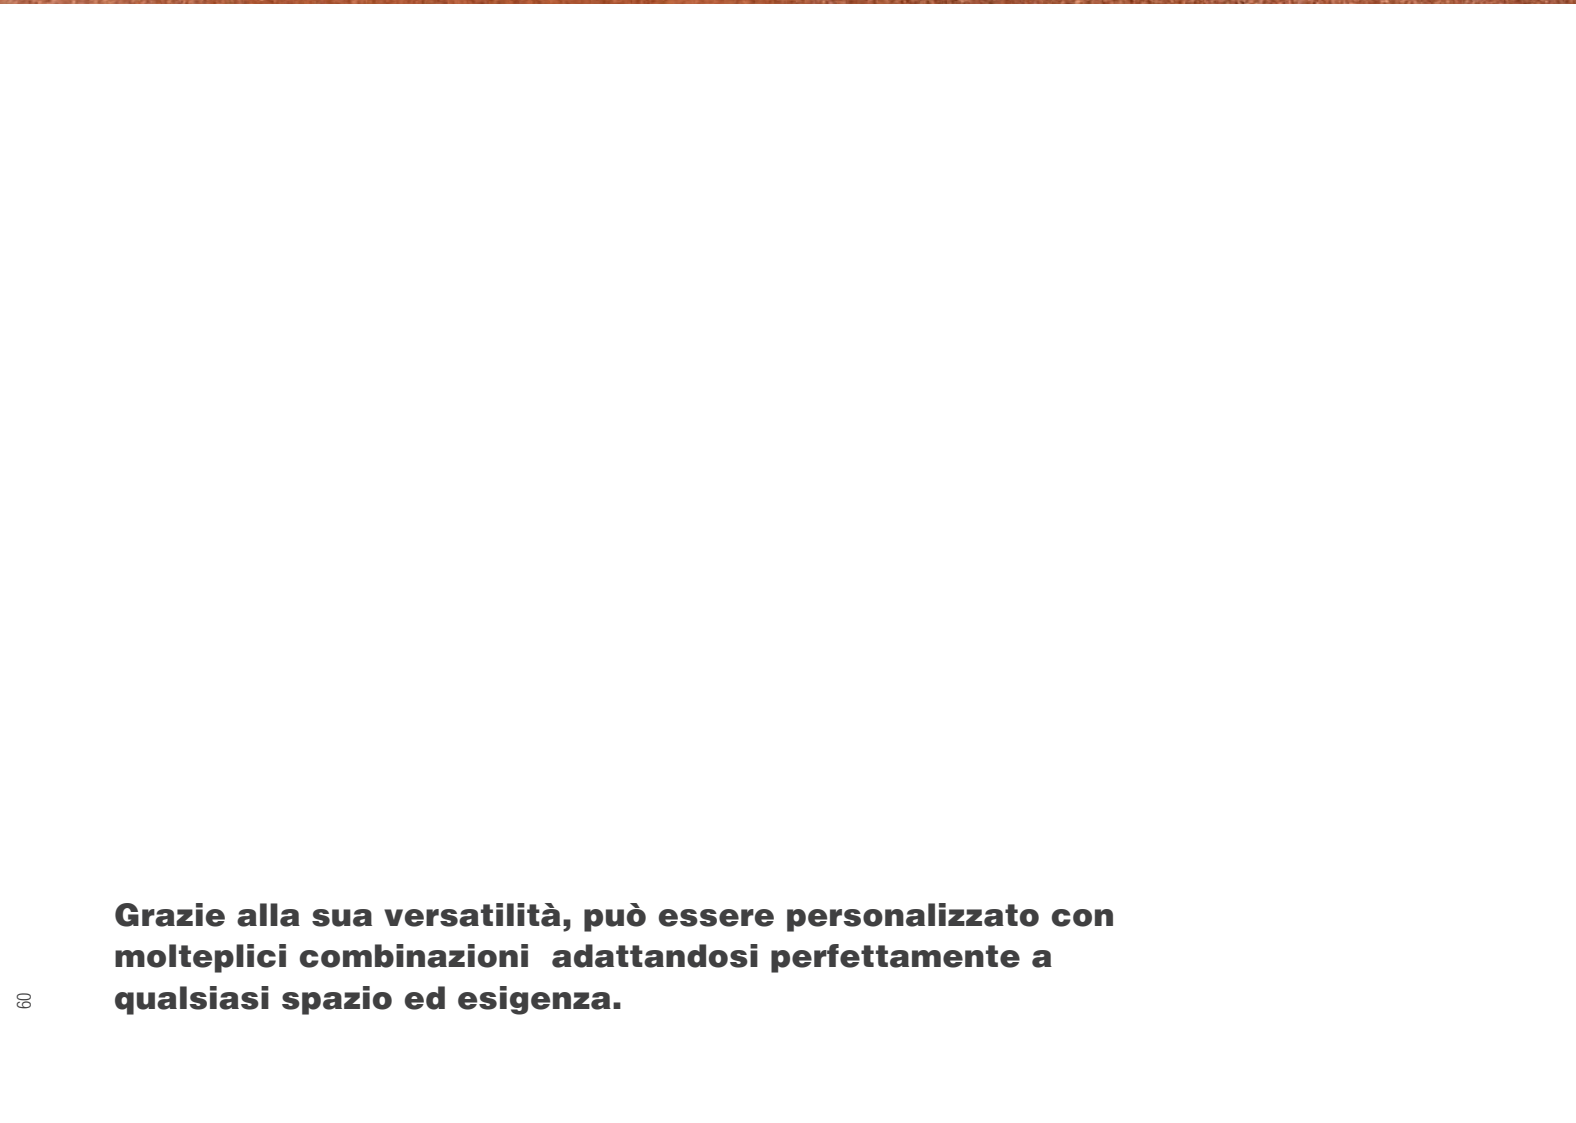 Grazie alla sua versatilità, può essere personalizzato con
molteplici combinazioni  adattandosi perfettamente a
qualsiasi spazio ed esigenza.
60